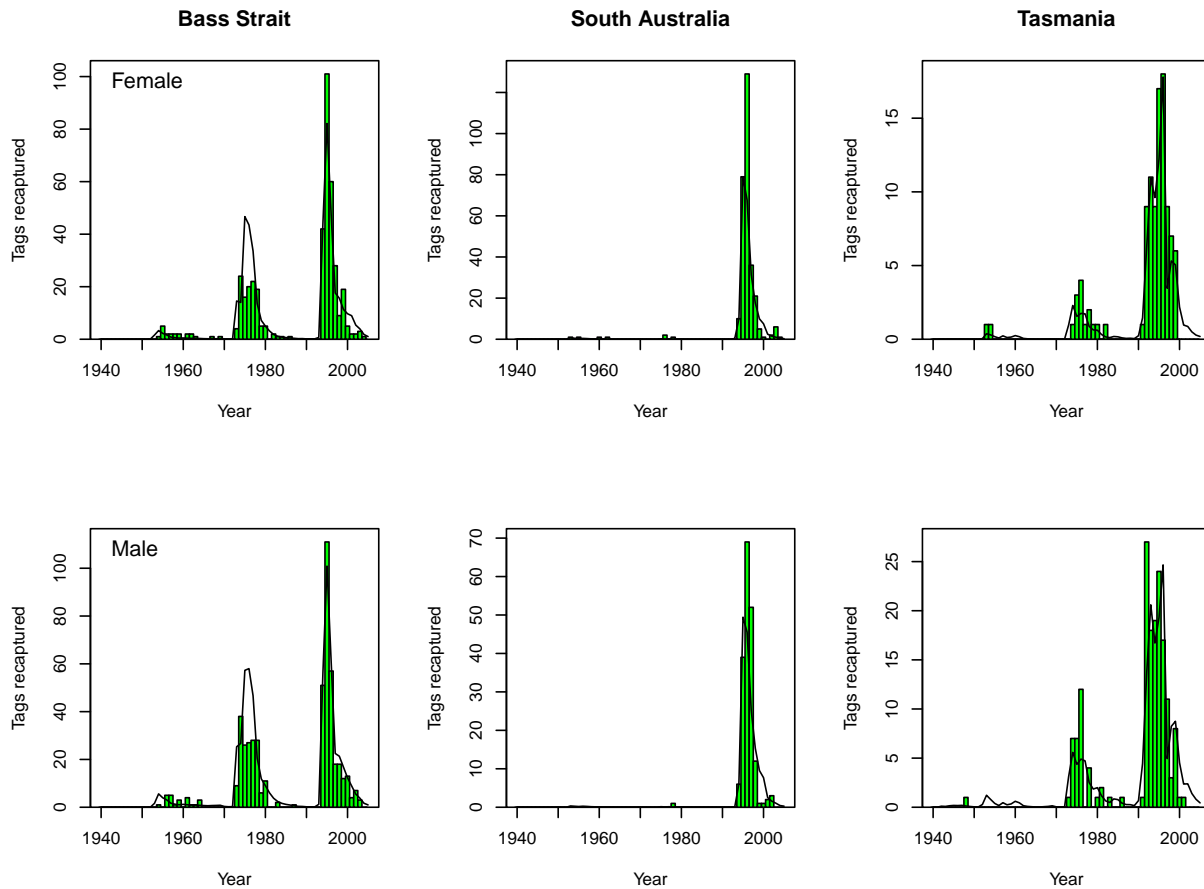 Bass Strait South Australia Tasmania
Female
Tags recaptured
0 20 40 60 80 100
1940 1960 1980 2000
Year
Tags recaptured
0 20 40 60 80 100
1940 1960 1980 2000
Year
Tags recaptured
0 5 10 15
1940 1960 1980 2000
Year
Male
Tags recaptured
0 20 40 60 80 100
1940 1960 1980 2000
Year
Tags recaptured
0 10 20 30 40 50 60 70
1940 1960 1980 2000
Year
Tags recaptured
0 5 10 15 20 25
1940 1960 1980 2000
Year